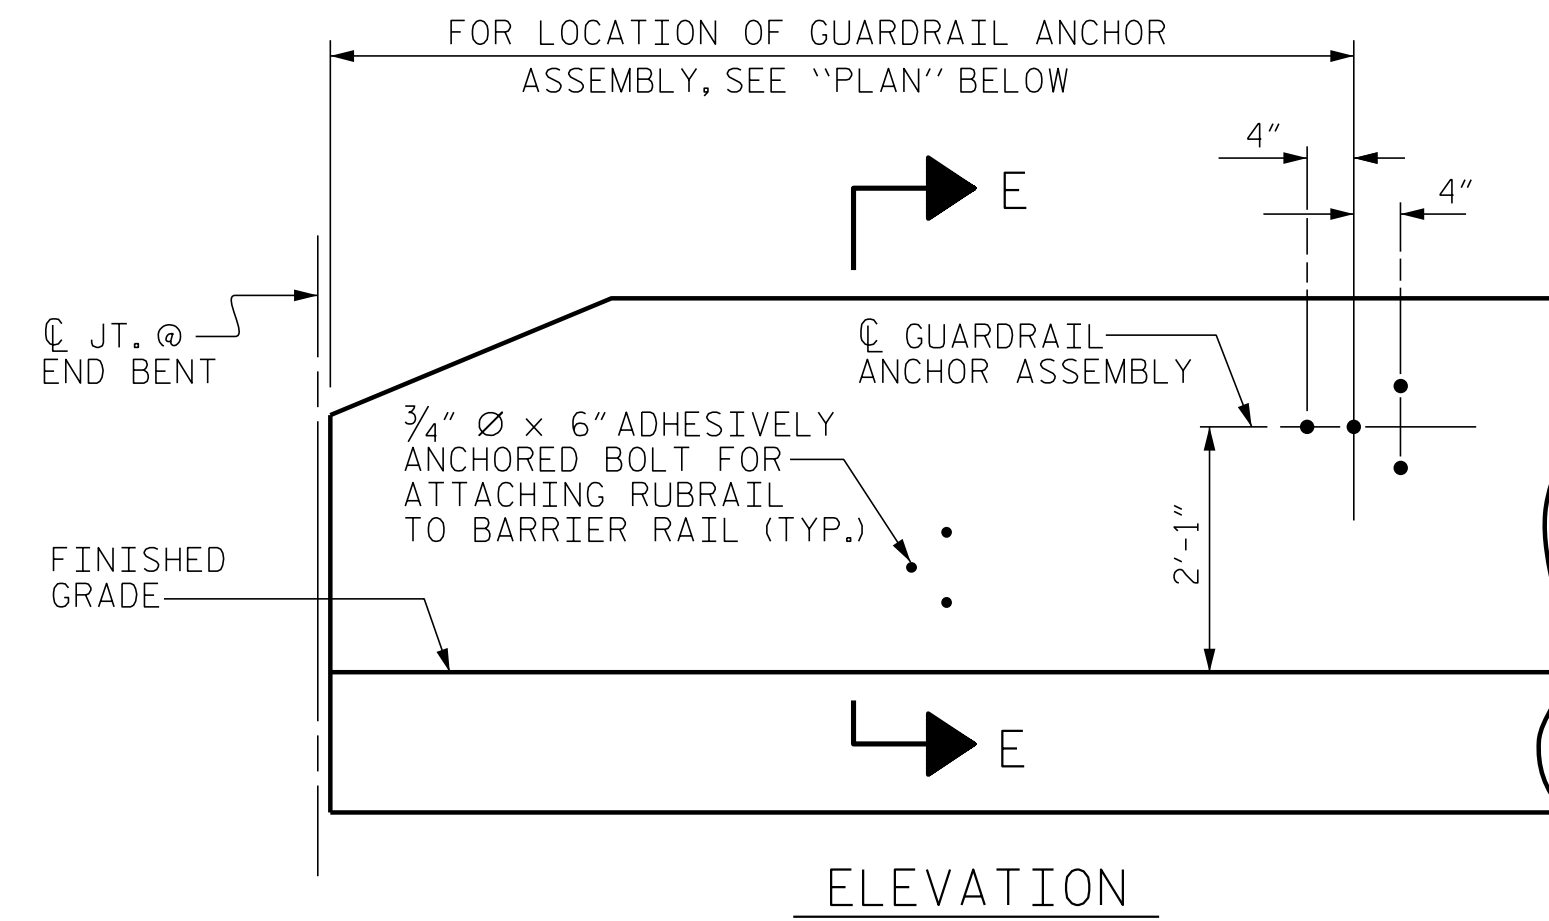 FOR LOCATION OF GUARDRAIL ANCHOR
ASSEMBLY, SEE "PLAN" BELOW
4"
4"
E
℄ JT. @
END BENT
℄ GUARDRAIL
ANCHOR ASSEMBLY
3/4" Ø x 6" ADHESIVELY
ANCHORED BOLT FOR
ATTACHING RUBRAIL
TO BARRIER RAIL (TYP.)
2'-1"
FINISHED
GRADE
E
ELEVATION